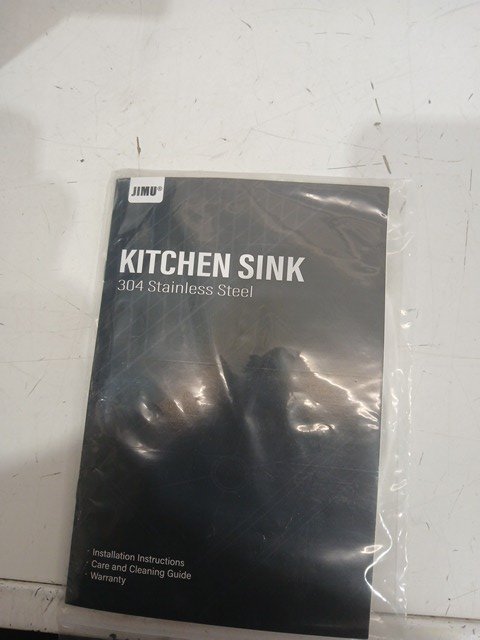 JIMU®
KITCHEN SINK
304 Stainless Steel
· Installation Instructions
· Care and Cleaning Guide
· Warranty